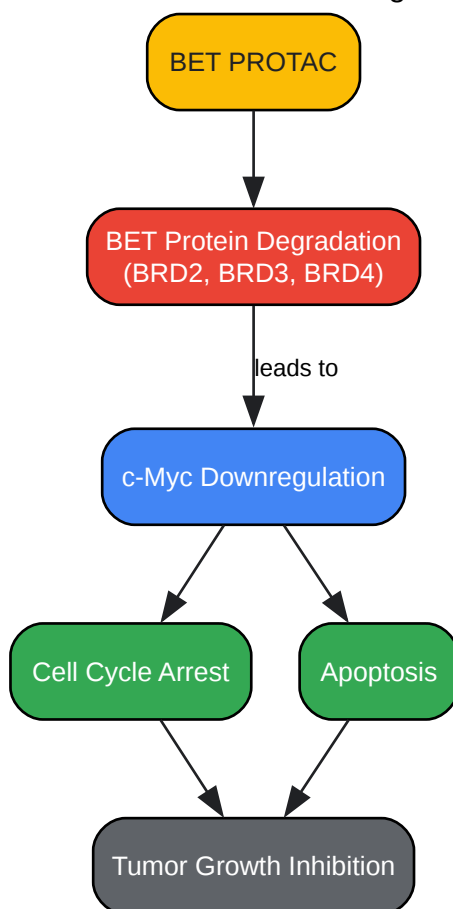 BET PROTAC
BET Protein Degradation
(BRD2, BRD3, BRD4)
leads to
c-Myc Downregulation
Cell Cycle Arrest
Apoptosis
Tumor Growth Inhibition